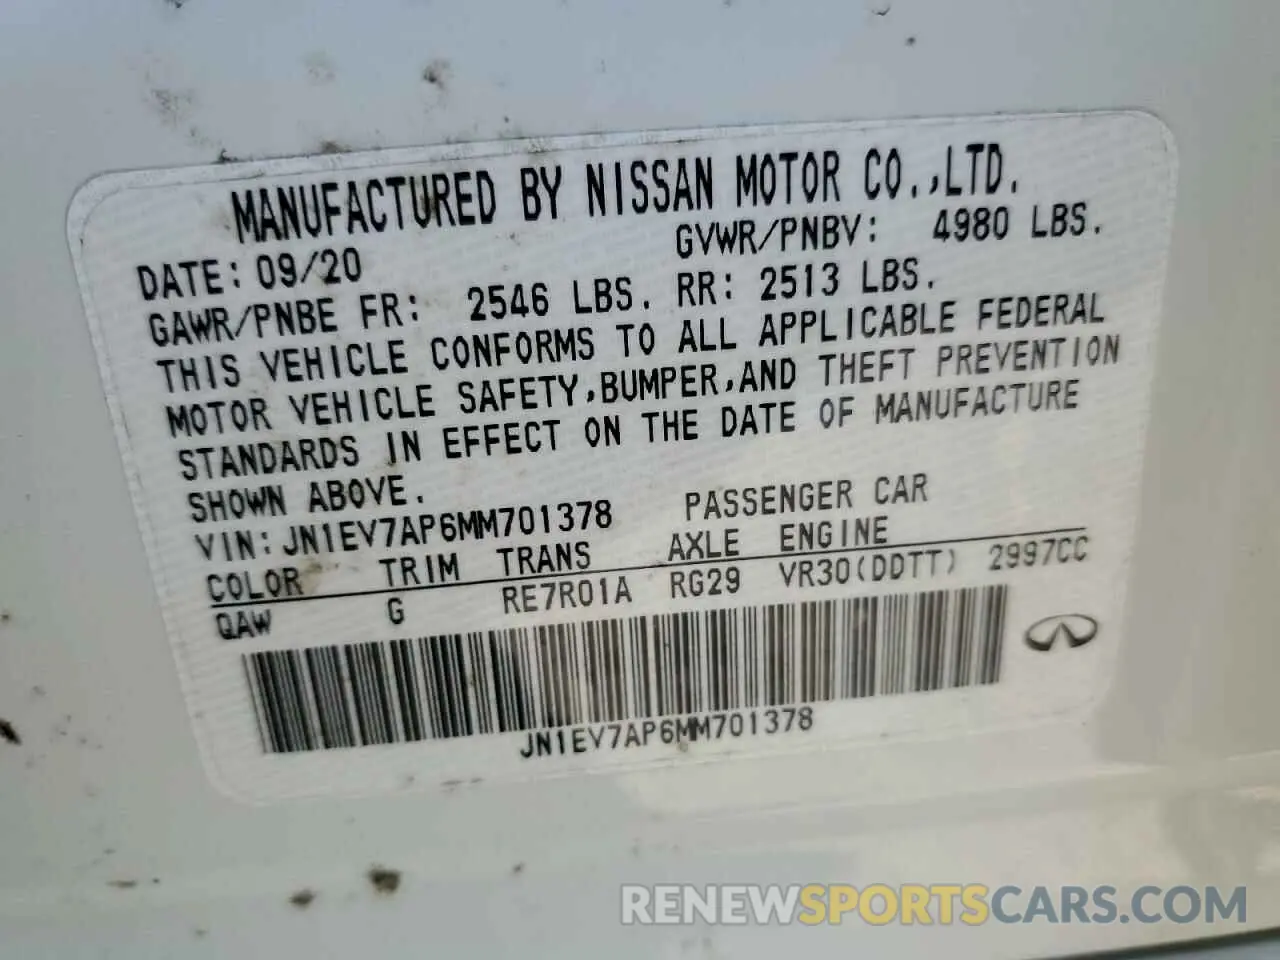 MANUFACTURED BY NISSAN MOTOR CO.,LTD.
DATE: 09/20 GVWR/PNBV: 4980 LBS.
GAWR/PNBE FR: 2546 LBS. RR: 2513 LBS.
THIS VEHICLE CONFORMS TO ALL APPLICABLE FEDERAL
MOTOR VEHICLE SAFETY,BUMPER,AND THEFT PREVENTION
STANDARDS IN EFFECT ON THE DATE OF MANUFACTURE
SHOWN ABOVE.
VIN: JN1EV7AP6MM701378 PASSENGER CAR
COLOR TRIM TRANS AXLE ENGINE
QAW G RE7R01A RG29 VR30(DDTT) 2997CC
JN1EV7AP6MM701378
RENEWSPORTSCARS.COM